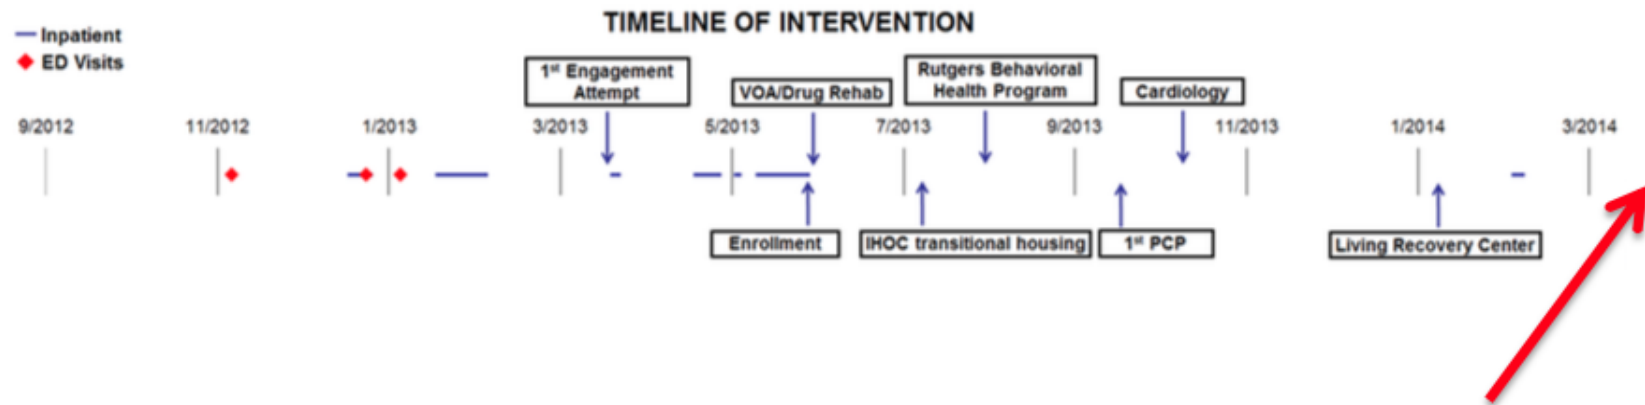 TIMELINE OF INTERVENTION
Inpatient
ED Visits
1st Engagement
Attempt
VOA/Drug Rehab
Rutgers Behavioral
Health Program
Cardiology
9/2012
11/2012
1/2013
3/2013
5/2013
7/2013
9/2013
11/2013
1/2014
3/2014
Enrollment
IHOC transitional housing
1st PCP
Living Recovery Center